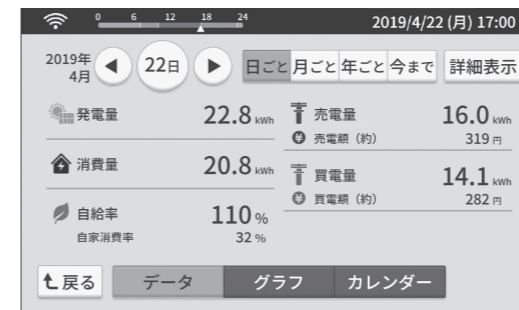 0 6 12 18 24 2019/4/22 (月) 17:00
2019年
4月
22日
日ごと 月ごと 年ごと 今まで 詳細表示
発電量 22.8 kWh
売電量 16.0 kWh
売電額（約） 319 円
消費量 20.8 kWh
買電量 14.1 kWh
買電額（約） 282 円
自給率 110 %
自家消費率 32 %
戻る データ グラフ カレンダー